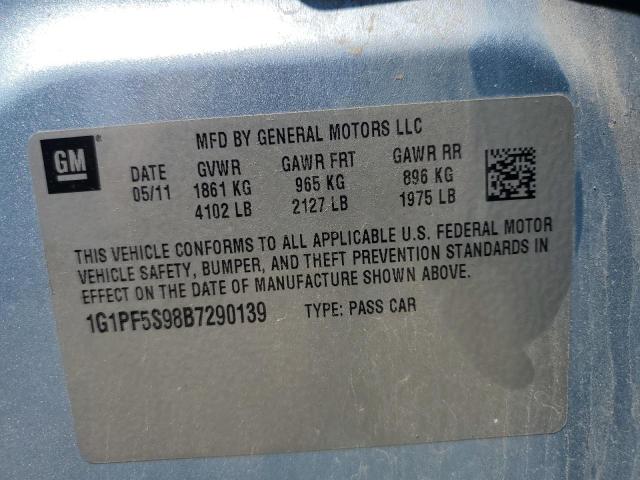 MFD BY GENERAL MOTORS LLC
GM®
DATE GVWR GAWR FRT GAWR RR
05/11 1861 KG 965 KG 896 KG
4102 LB 2127 LB 1975 LB
THIS VEHICLE CONFORMS TO ALL APPLICABLE U.S. FEDERAL MOTOR
VEHICLE SAFETY, BUMPER, AND THEFT PREVENTION STANDARDS IN
EFFECT ON THE DATE OF MANUFACTURE SHOWN ABOVE.
1G1PF5S98B7290139 TYPE: PASS CAR